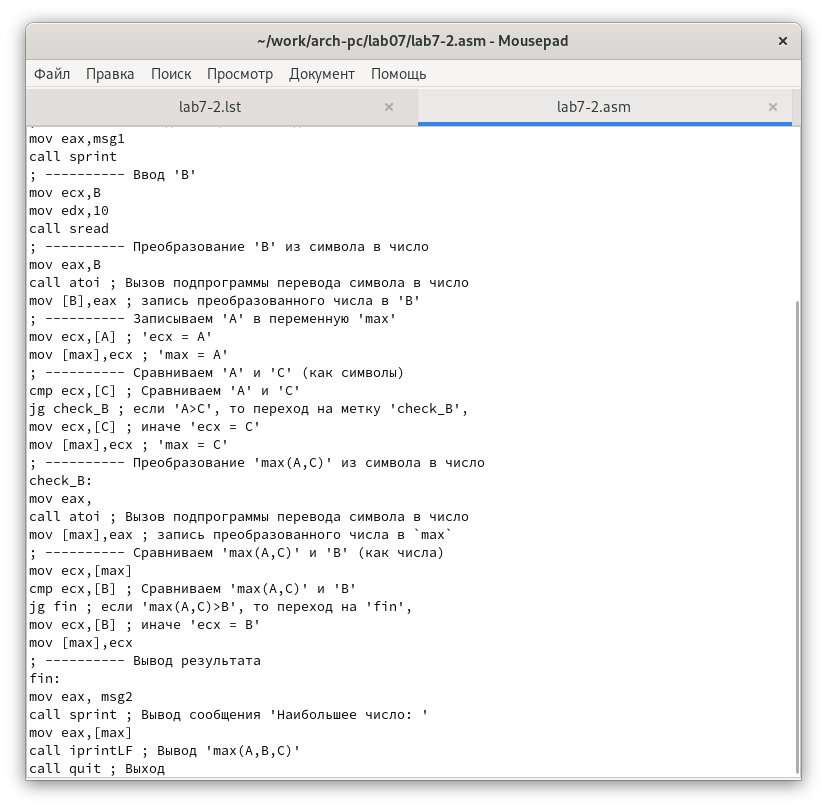 ~/work/arch-pc/lab07/lab7-2.asm - Mousepad
Файл Правка Поиск Просмотр Документ Помощь
lab7-2.lst lab7-2.asm
mov eax,msg1
call sprint
; ---------- Ввод 'B'
mov ecx,B
mov edx,10
call sread
; ---------- Преобразование 'B' из символа в число
mov eax,B
call atoi ; Вызов подпрограммы перевода символа в число
mov [B],eax ; запись преобразованного числа в 'B'
; ---------- Записываем 'A' в переменную 'max'
mov ecx,[A] ; 'ecx = A'
mov [max],ecx ; 'max = A'
; ---------- Сравниваем 'A' и 'С' (как символы)
cmp ecx,[C] ; Сравниваем 'A' и 'С'
jg check_B ; если 'A>C', то переход на метку 'check_B',
mov ecx,[C] ; иначе 'ecx = C'
mov [max],ecx ; 'max = C'
; ---------- Преобразование 'max(A,C)' из символа в число
check_B:
mov eax,
call atoi ; Вызов подпрограммы перевода символа в число
mov [max],eax ; запись преобразованного числа в `max`
; ---------- Сравниваем 'max(A,C)' и 'B' (как числа)
mov ecx,[max]
cmp ecx,[B] ; Сравниваем 'max(A,C)' и 'B'
jg fin ; если 'max(A,C)>B', то переход на 'fin',
mov ecx,[B] ; иначе 'ecx = B'
mov [max],ecx
; ---------- Вывод результата
fin:
mov eax, msg2
call sprint ; Вывод сообщения 'Наибольшее число: '
mov eax,[max]
call iprintLF ; Вывод 'max(A,B,C)'
call quit ; Выход